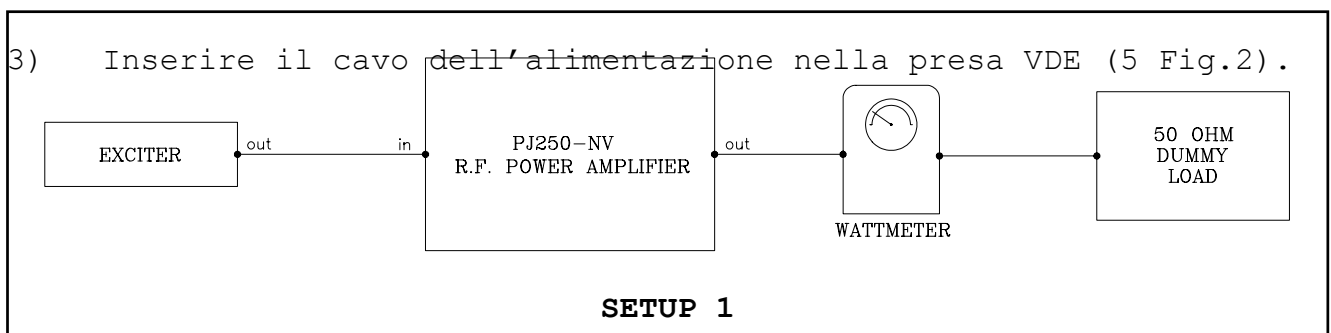 3) Inserire il cavo dell'alimentazione nella presa VDE (5 Fig.2).
EXCITER
out
in
PJ250-NV
R.F. POWER AMPLIFIER
out
WATTMETER
50 OHM
DUMMY
LOAD
SETUP 1